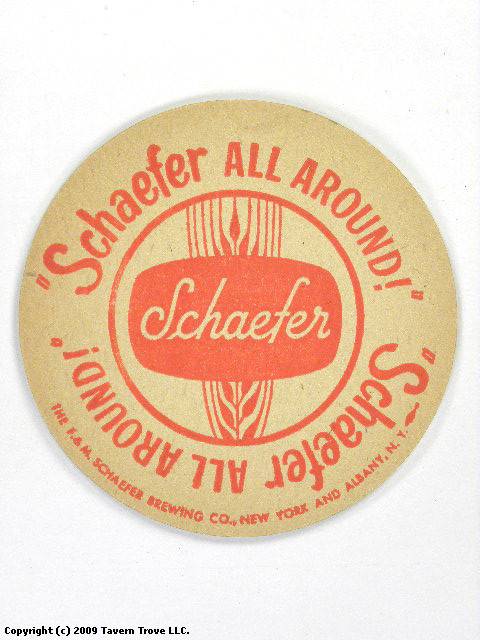 "Schaefer ALL AROUND!"
Schaefer
"Schaefer ALL AROUND!"
THE F. & M. SCHAEFER BREWING CO., NEW YORK AND ALBANY, N. Y.
Copyright (c) 2009 Tavern Trove LLC.